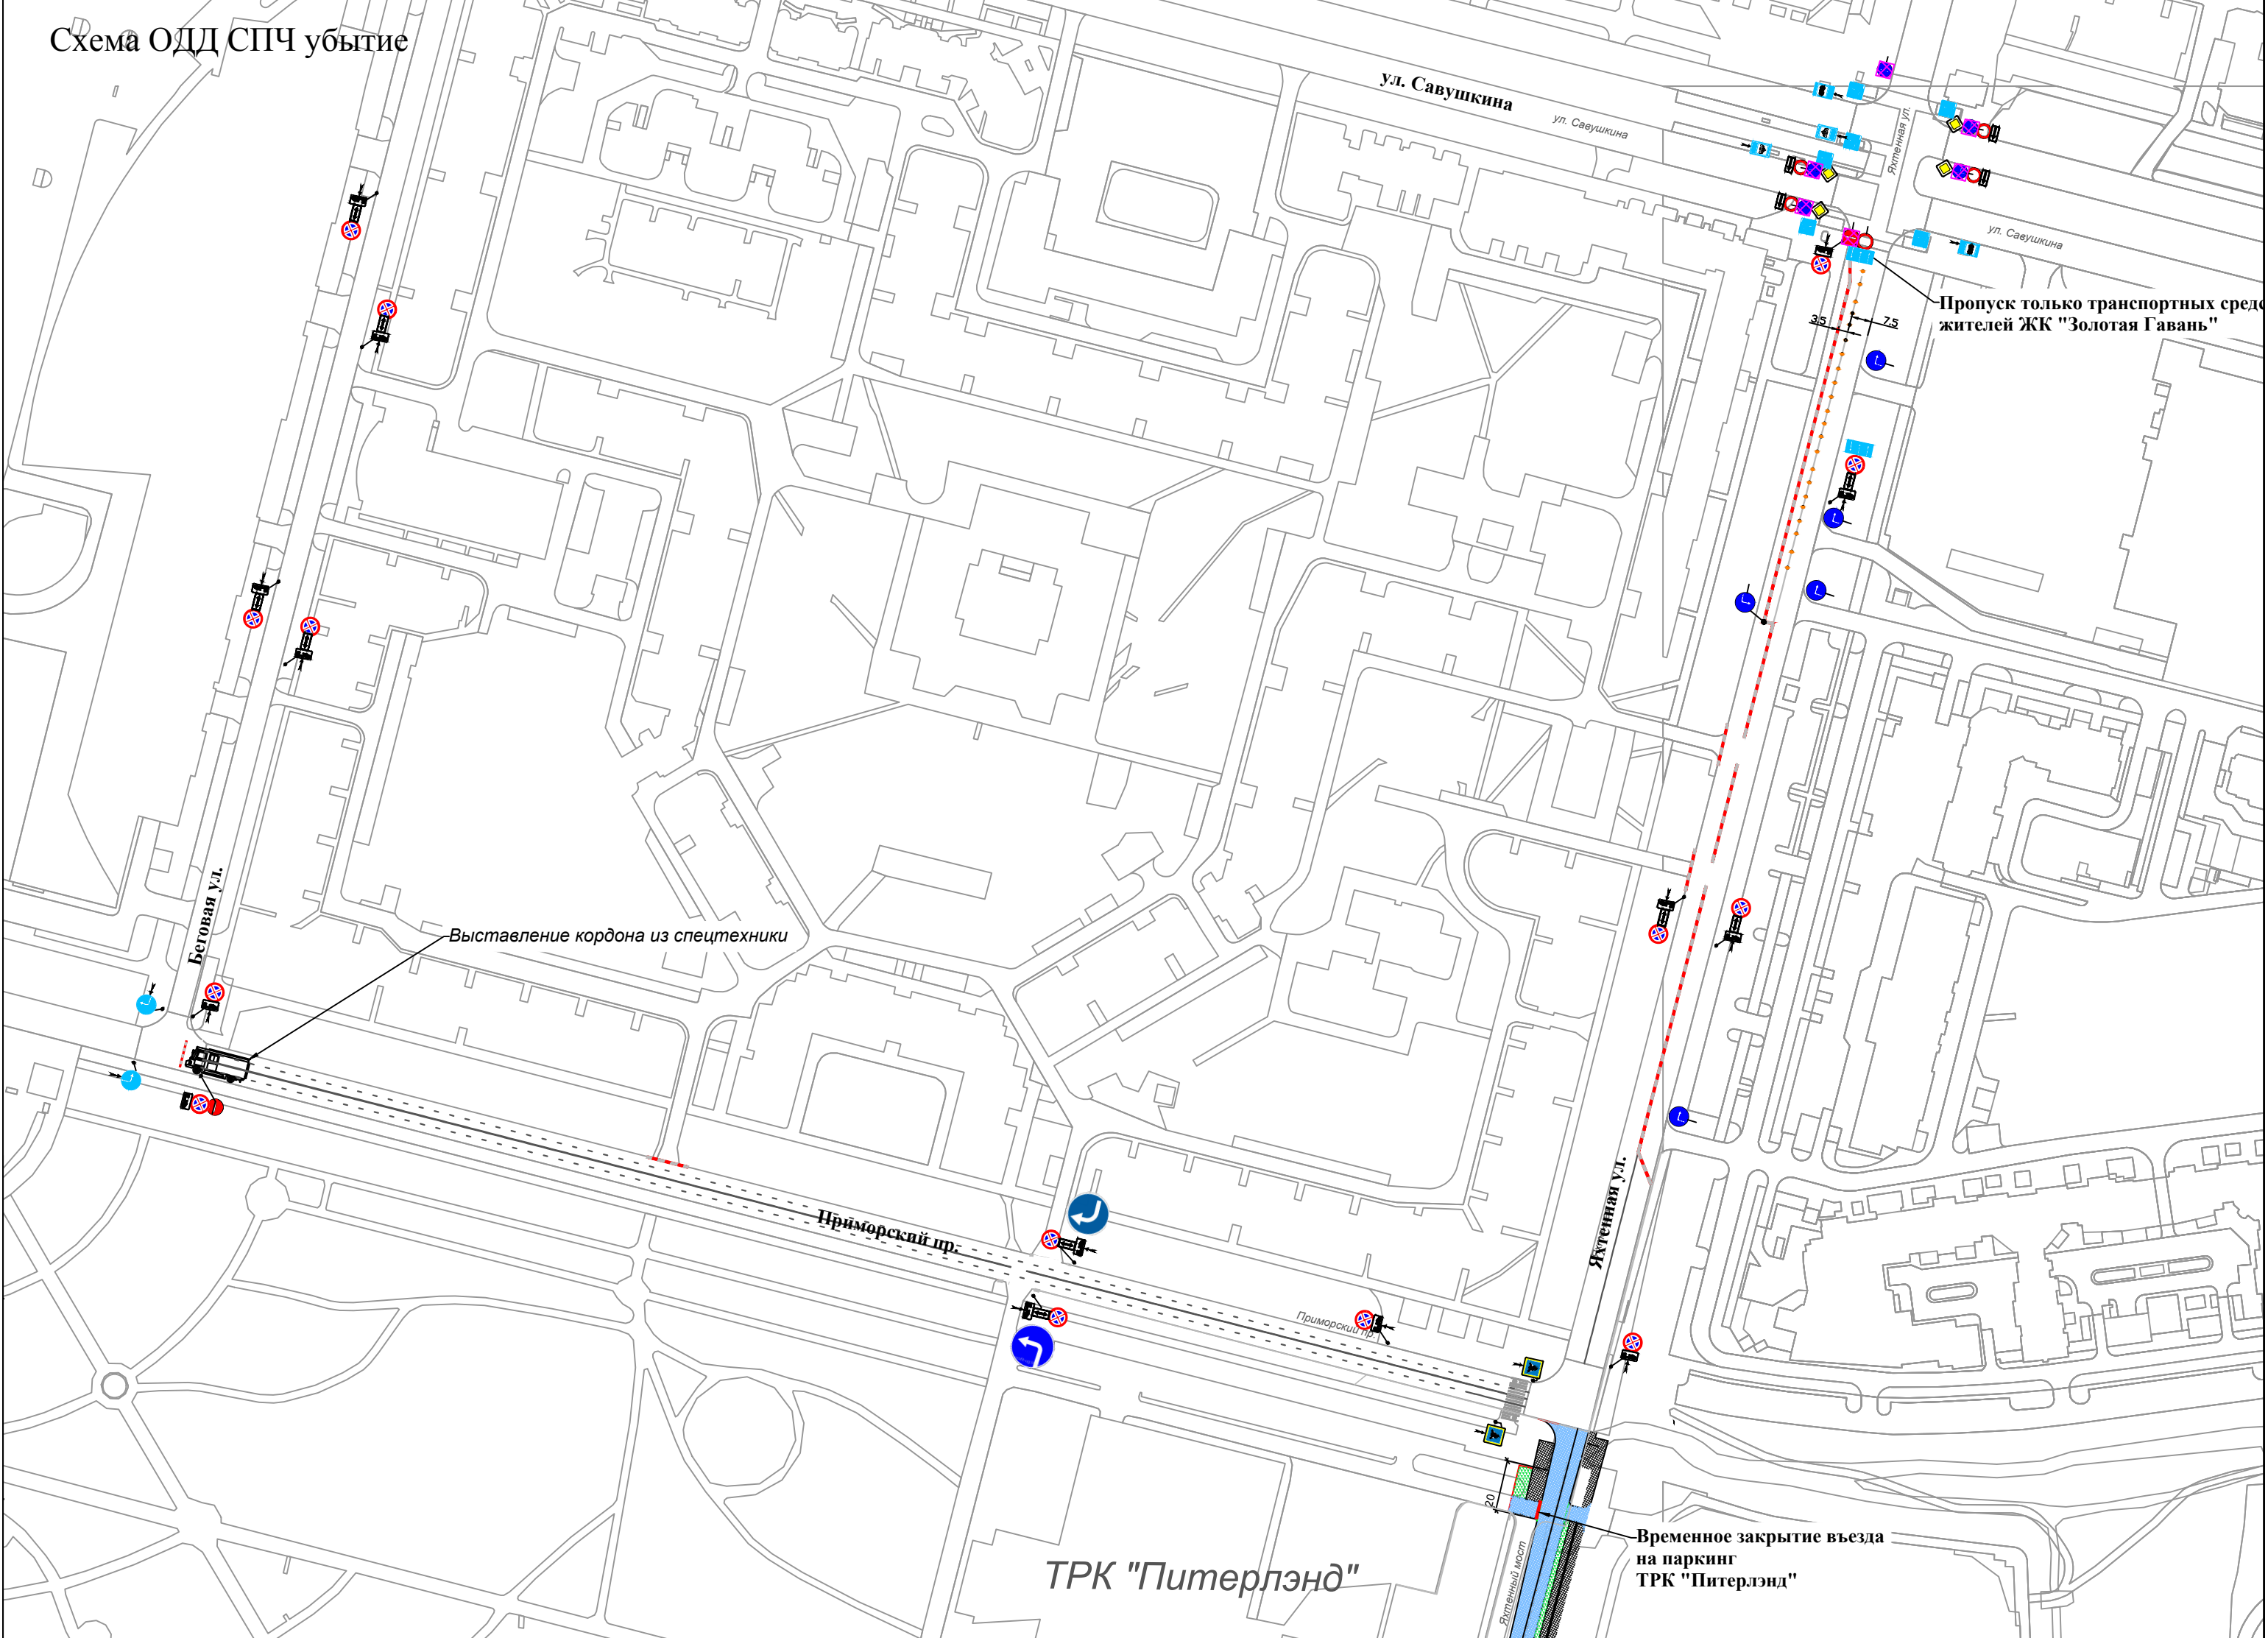 Схема ОДД СПЧ убытие
ул. Савушкина
ул. Савушкина
Яхтенная ул.
ул. Савушкина
Пропуск только транспортных сред
жителей ЖК "Золотая Гавань"
3,5
7,5
Беговая ул.
Выставление кордона из спецтехники
Приморский пр.
Яхтенная ул.
Приморский пр.
20
Временное закрытие въезда
на паркинг
ТРК "Питерлэнд"
ТРК "Питерлэнд"
Яхтенный мост